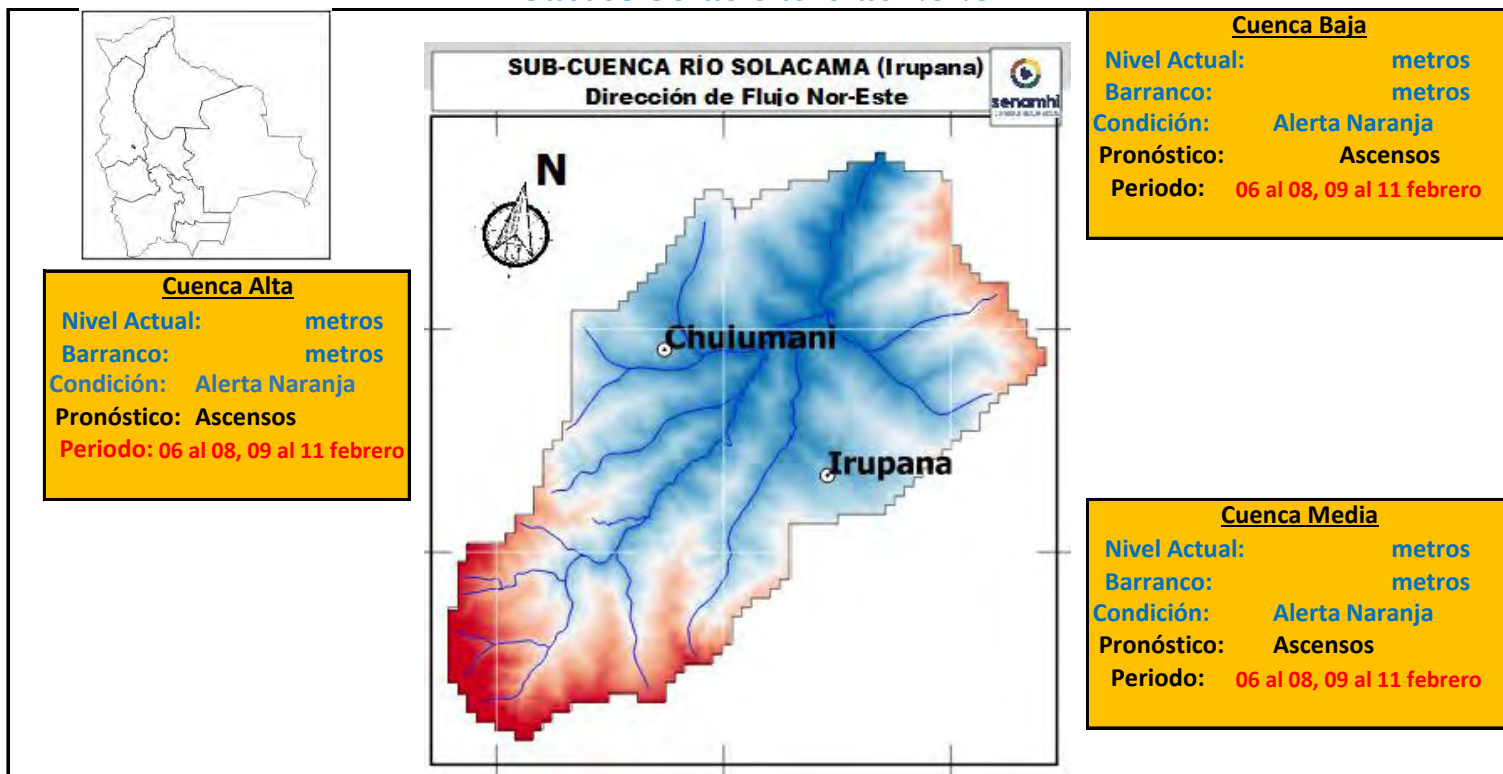 SUB-CUENCA RÍO SOLACAMA (Irupana)
Dirección de Flujo Nor-Este
senamhi
N
Chulumani
Irupana
Cuenca Alta
Nivel Actual: metros
Barranco: metros
Condición: Alerta Naranja
Pronóstico: Ascensos
Periodo: 06 al 08, 09 al 11 febrero
Cuenca Baja
Nivel Actual: metros
Barranco: metros
Condición: Alerta Naranja
Pronóstico: Ascensos
Periodo: 06 al 08, 09 al 11 febrero
Cuenca Media
Nivel Actual: metros
Barranco: metros
Condición: Alerta Naranja
Pronóstico: Ascensos
Periodo: 06 al 08, 09 al 11 febrero